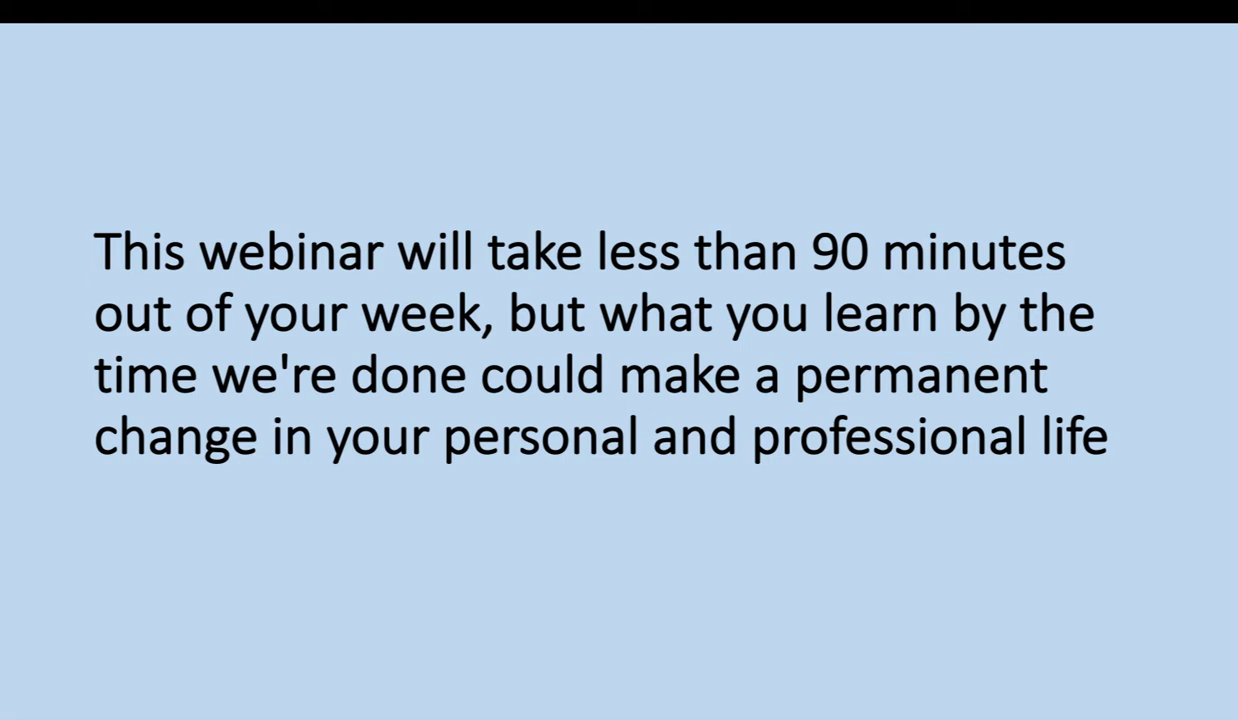 This webinar will take less than 90 minutes
out of your week, but what you learn by the
time we're done could make a permanent
change in your personal and professional life